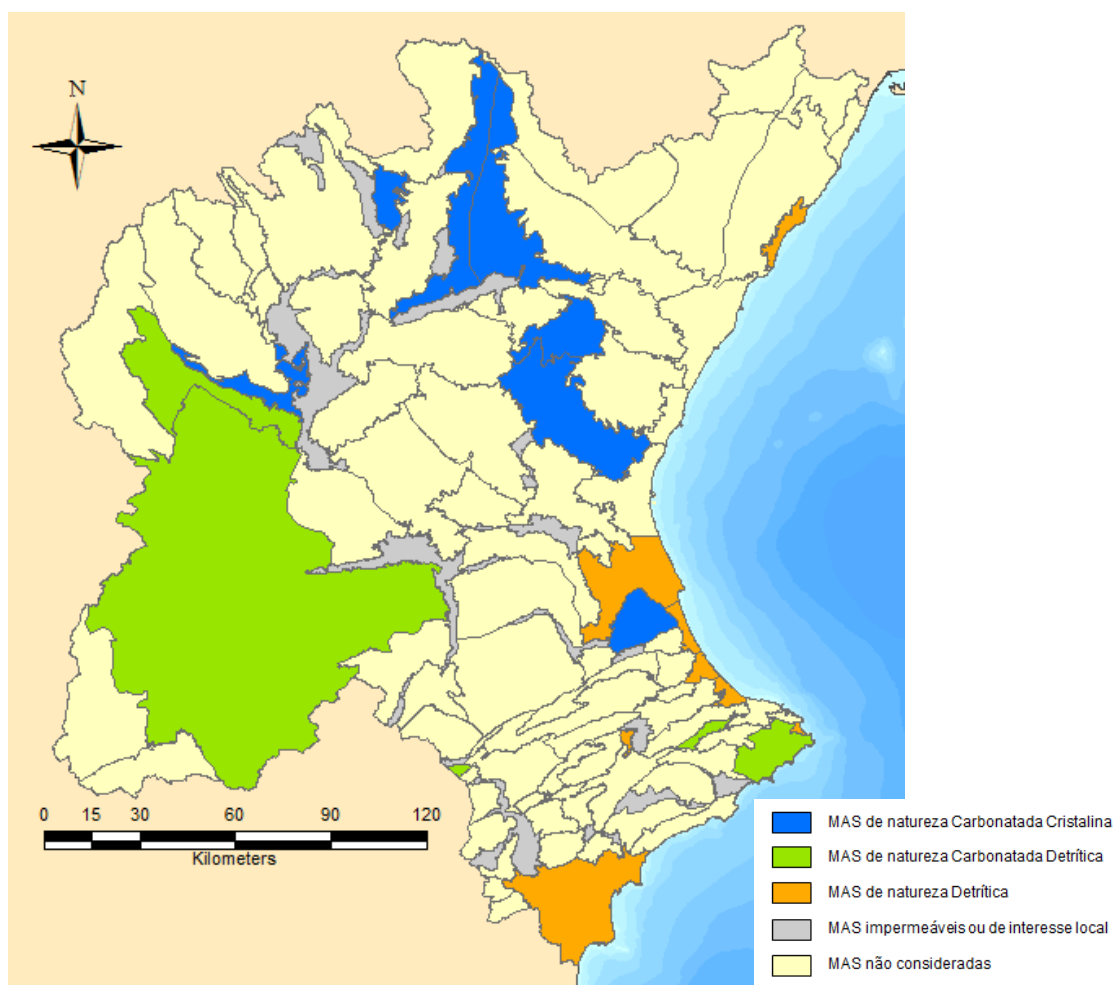 N
0 15 30 60 90 120
Kilometers
MAS de natureza Carbonatada Cristalina
MAS de natureza Carbonatada Detrítica
MAS de natureza Detrítica
MAS impermeáveis ou de interesse local
MAS não consideradas